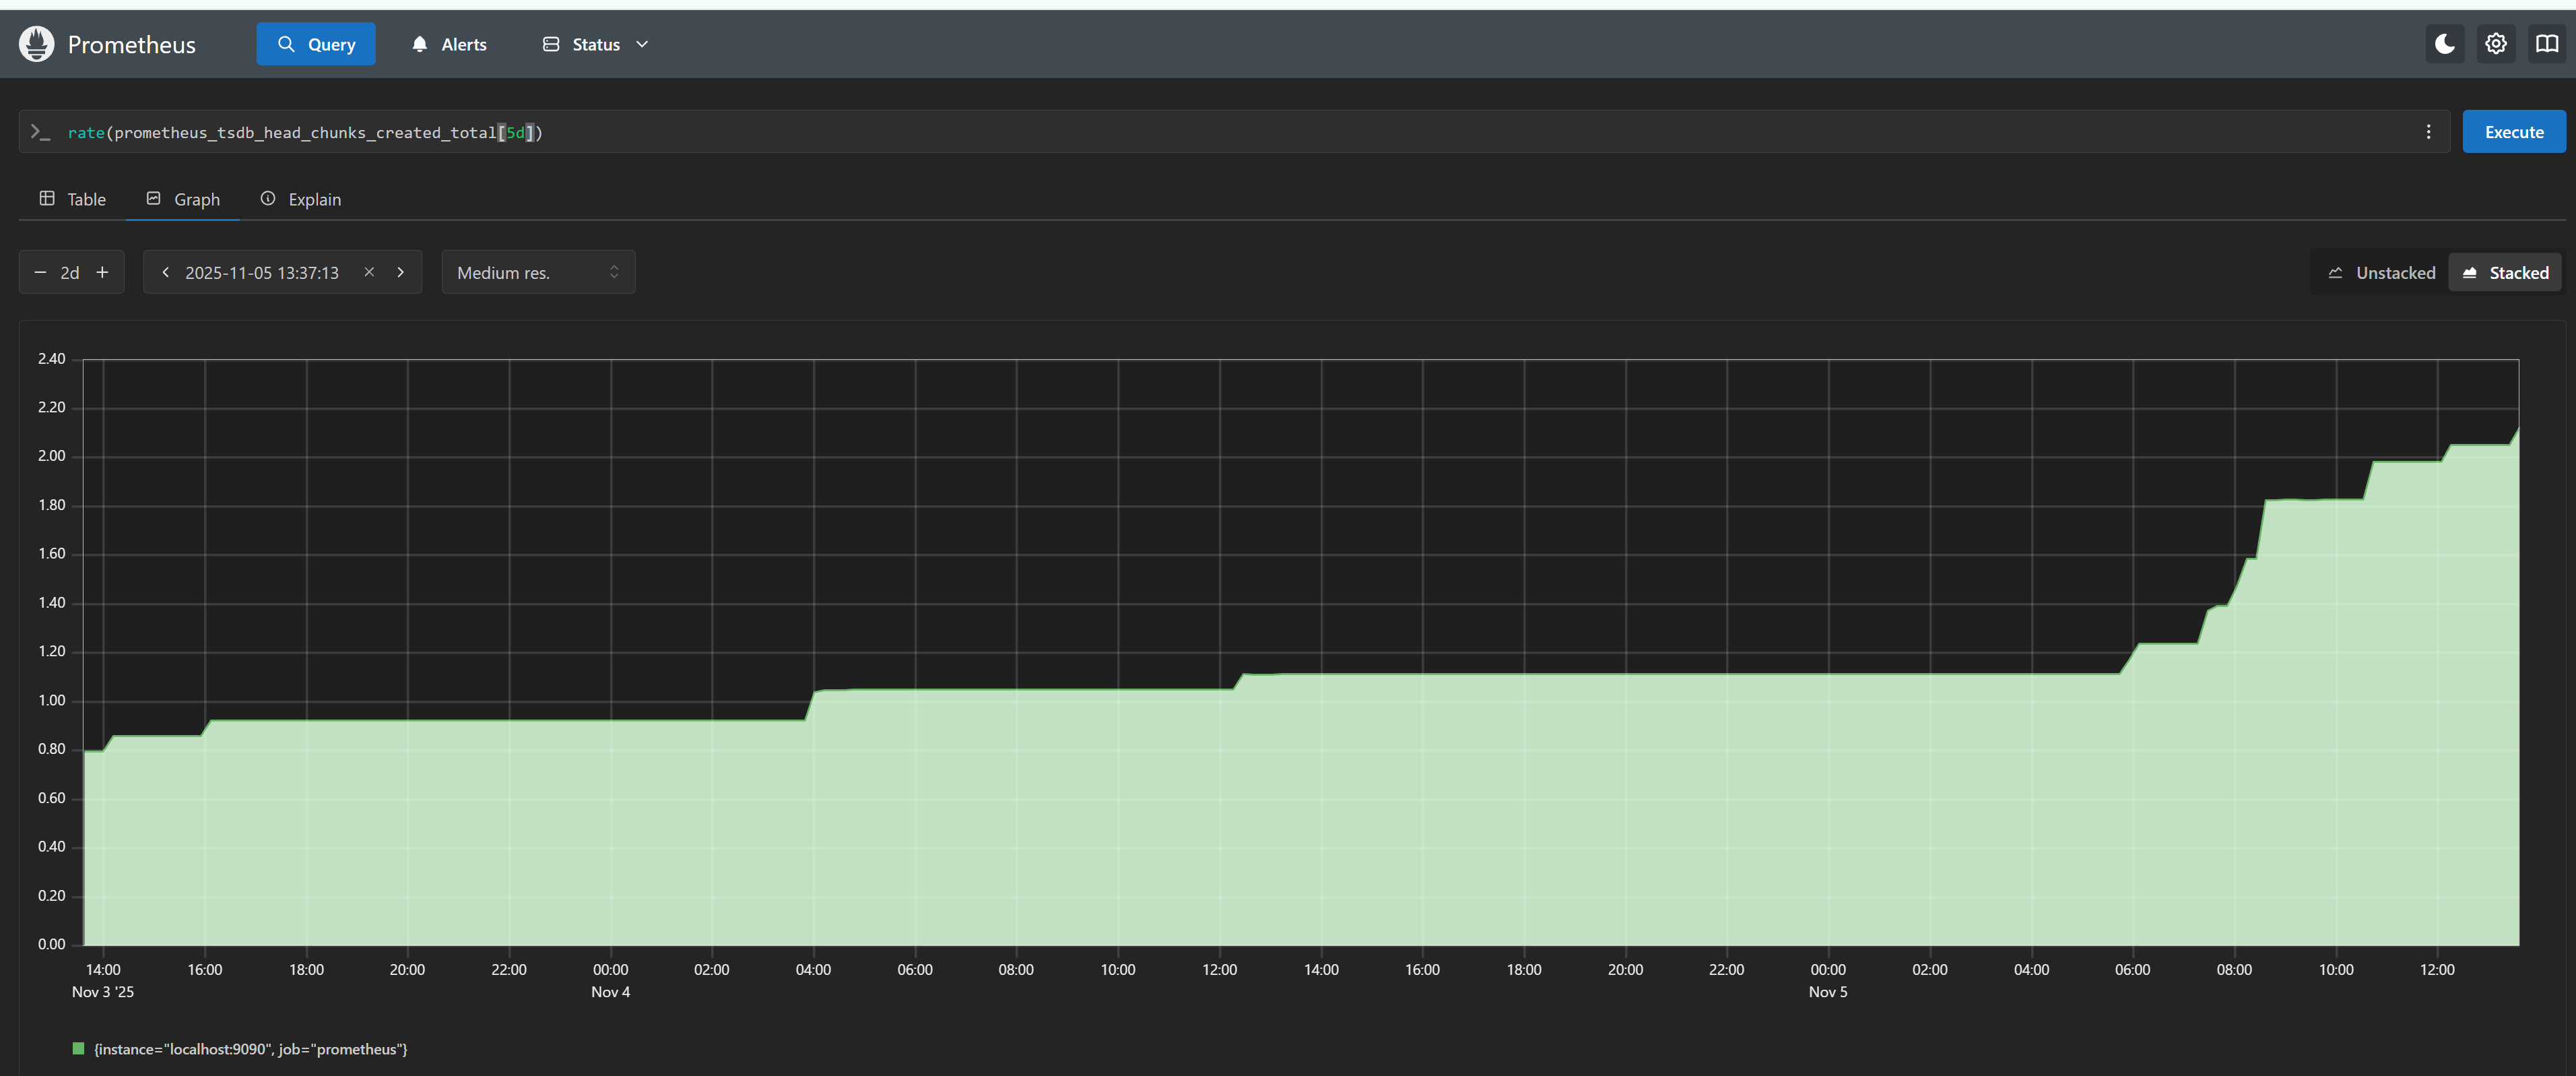 Prometheus Query Alerts Status
rate(prometheus_tsdb_head_chunks_created_total[5d]) Execute
Table Graph Explain
2d 2025-11-05 13:37:13 Medium res. Unstacked Stacked
2.40
2.20
2.00
1.80
1.60
1.40
1.20
1.00
0.80
0.60
0.40
0.20
0.00
14:00 16:00 18:00 20:00 22:00 00:00 02:00 04:00 06:00 08:00 10:00 12:00 14:00 16:00 18:00 20:00 22:00 00:00 02:00 04:00 06:00 08:00 10:00 12:00
Nov 3 '25 Nov 4 Nov 5
{instance="localhost:9090", job="prometheus"}